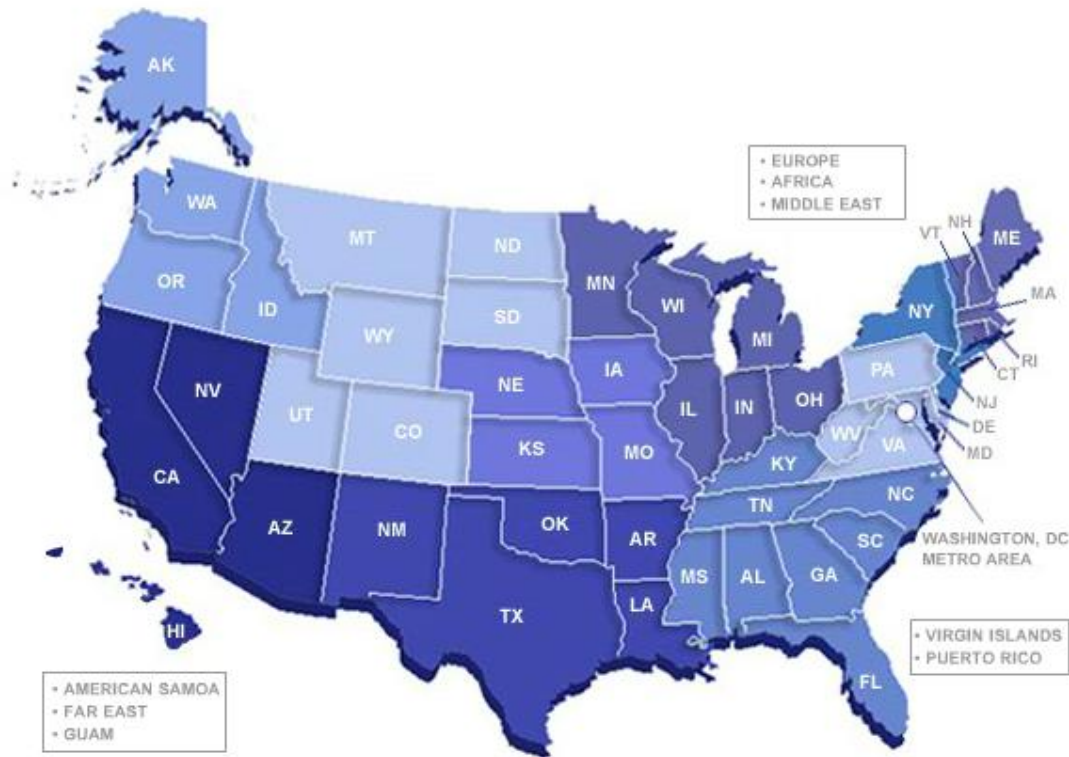 AK
• EUROPE
• AFRICA
• MIDDLE EAST
WA
MT
ND
MN
VT
NH
ME
OR
ID
WY
SD
WI
MI
NY
MA
RI
CT
NV
UT
CO
NE
IA
IL
IN
OH
PA
NJ
DE
MD
WV
VA
CA
AZ
NM
KS
MO
KY
OK
AR
TN
NC
WASHINGTON, DC
METRO AREA
TX
LA
MS
AL
GA
SC
HI
FL
• VIRGIN ISLANDS
• PUERTO RICO
• AMERICAN SAMOA
• FAR EAST
• GUAM